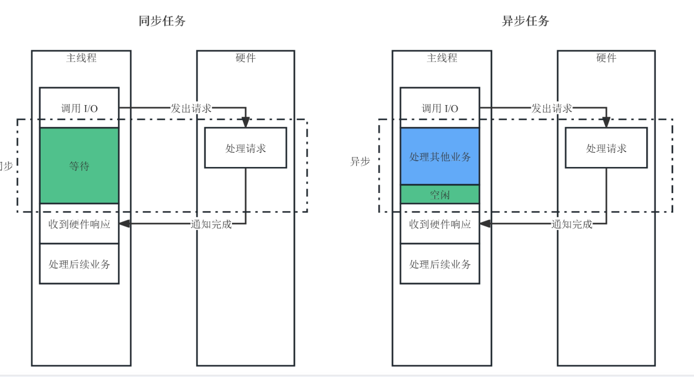 同步任务
主线程
硬件
调用 I/O
发出请求
处理请求
等待
收到硬件响应
通知完成
处理后续业务
异步任务
主线程
硬件
调用 I/O
发出请求
异步
处理其他业务
处理请求
空闲
收到硬件响应
通知完成
处理后续业务